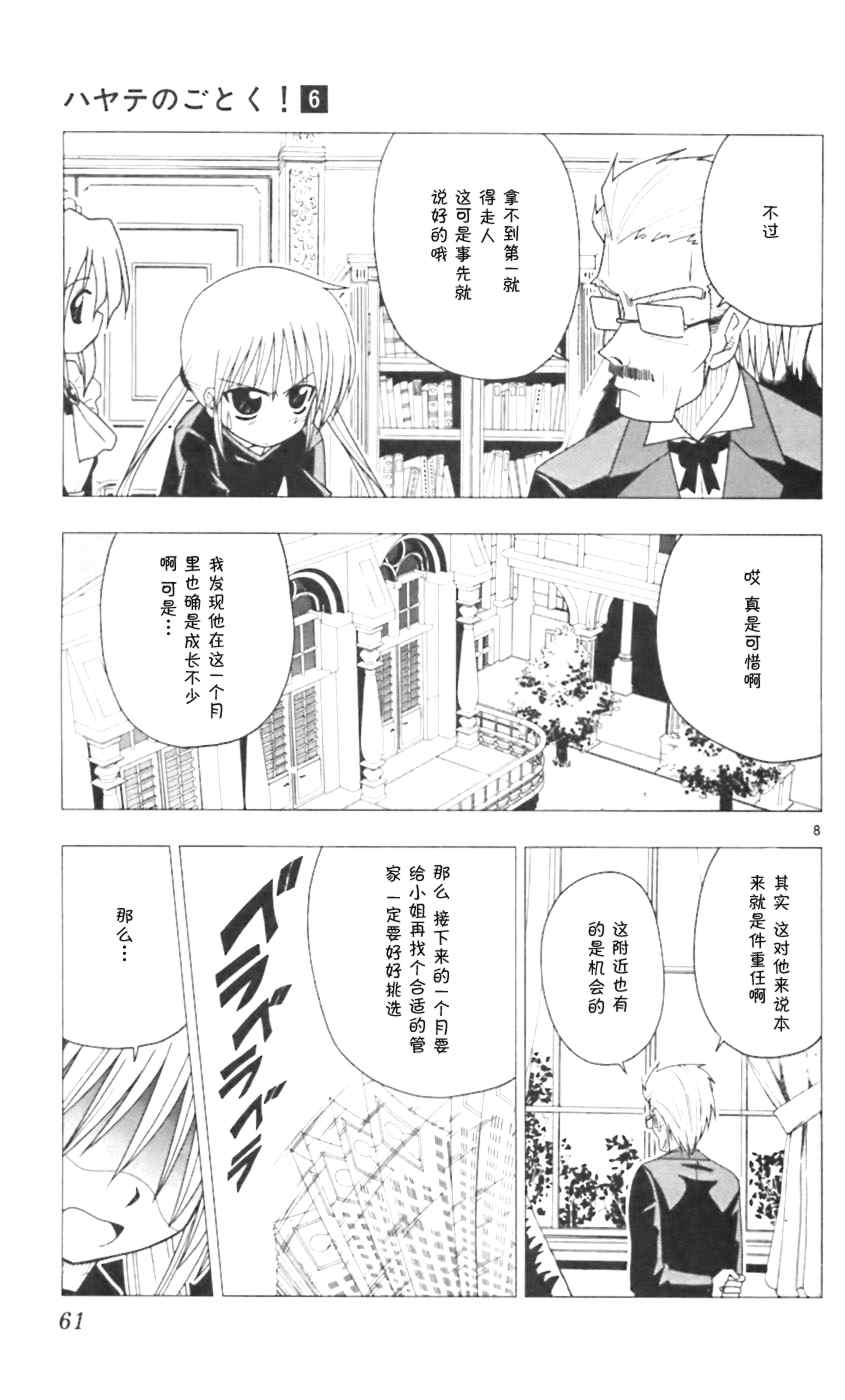 ハヤテのごとく！ 6
不过
拿不到第一就
得走人
这可是事先就
说好的哦
哎 真是可惜啊
我发现他在这一个月
里也确是成长不少
啊 可是…
8
其实 这对他来说本
来就是件重任啊
这附近也有
的是机会的
那么 接下来的一个月要
给小姐再找个合适的管
家 一定要好好挑选
グラグラグラグラ
那么…
61